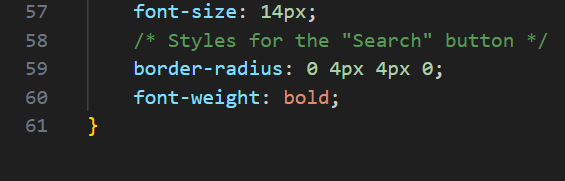 57 font-size: 14px;
58 /* Styles for the "Search" button */
59 border-radius: 0 4px 4px 0;
60 font-weight: bold;
61 }